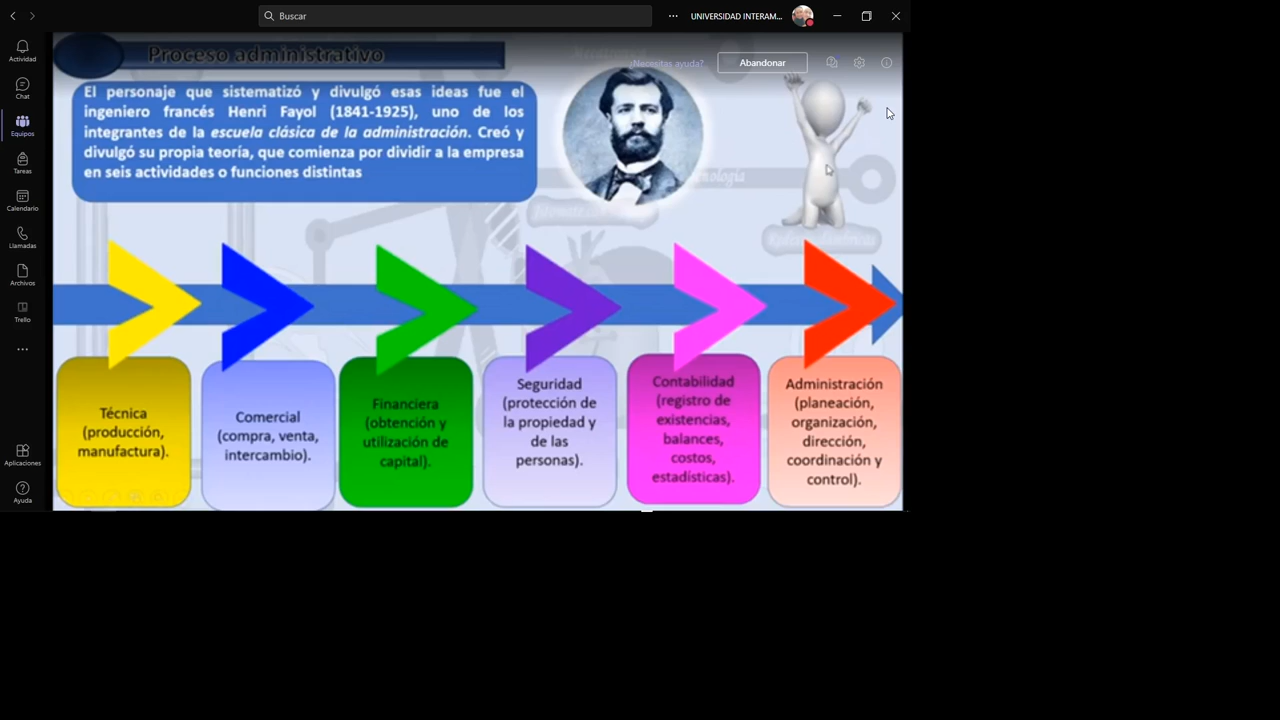 Buscar
UNIVERSIDAD INTERAM...
Actividad
Chat
Equipos
Tareas
Calendario
Llamadas
Archivos
Trello
Aplicaciones
Ayuda
Proceso administrativo
¿Necesitas ayuda?
Abandonar
El personaje que sistematizó y divulgó esas ideas fue el
ingeniero francés Henri Fayol (1841-1925), uno de los
integrantes de la escuela clásica de la administración. Creó y
divulgó su propia teoría, que comienza por dividir a la empresa
en seis actividades o funciones distintas
Técnica
(producción,
manufactura).
Comercial
(compra, venta,
intercambio).
Financiera
(obtención y
utilización de
capital).
Seguridad
(protección de
la propiedad y
de las
personas).
Contabilidad
(registro de
existencias,
balances,
costos,
estadísticas).
Administración
(planeación,
organización,
dirección,
coordinación y
control).